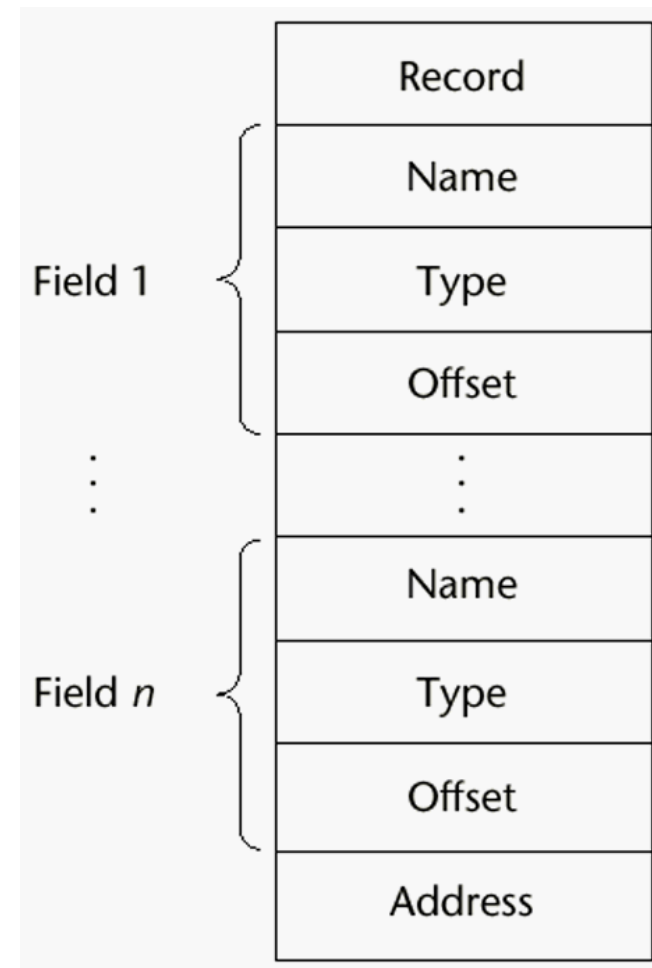 Record
Name
Field 1
Type
Offset
⋮ ⋮
Name
Field n
Type
Offset
Address